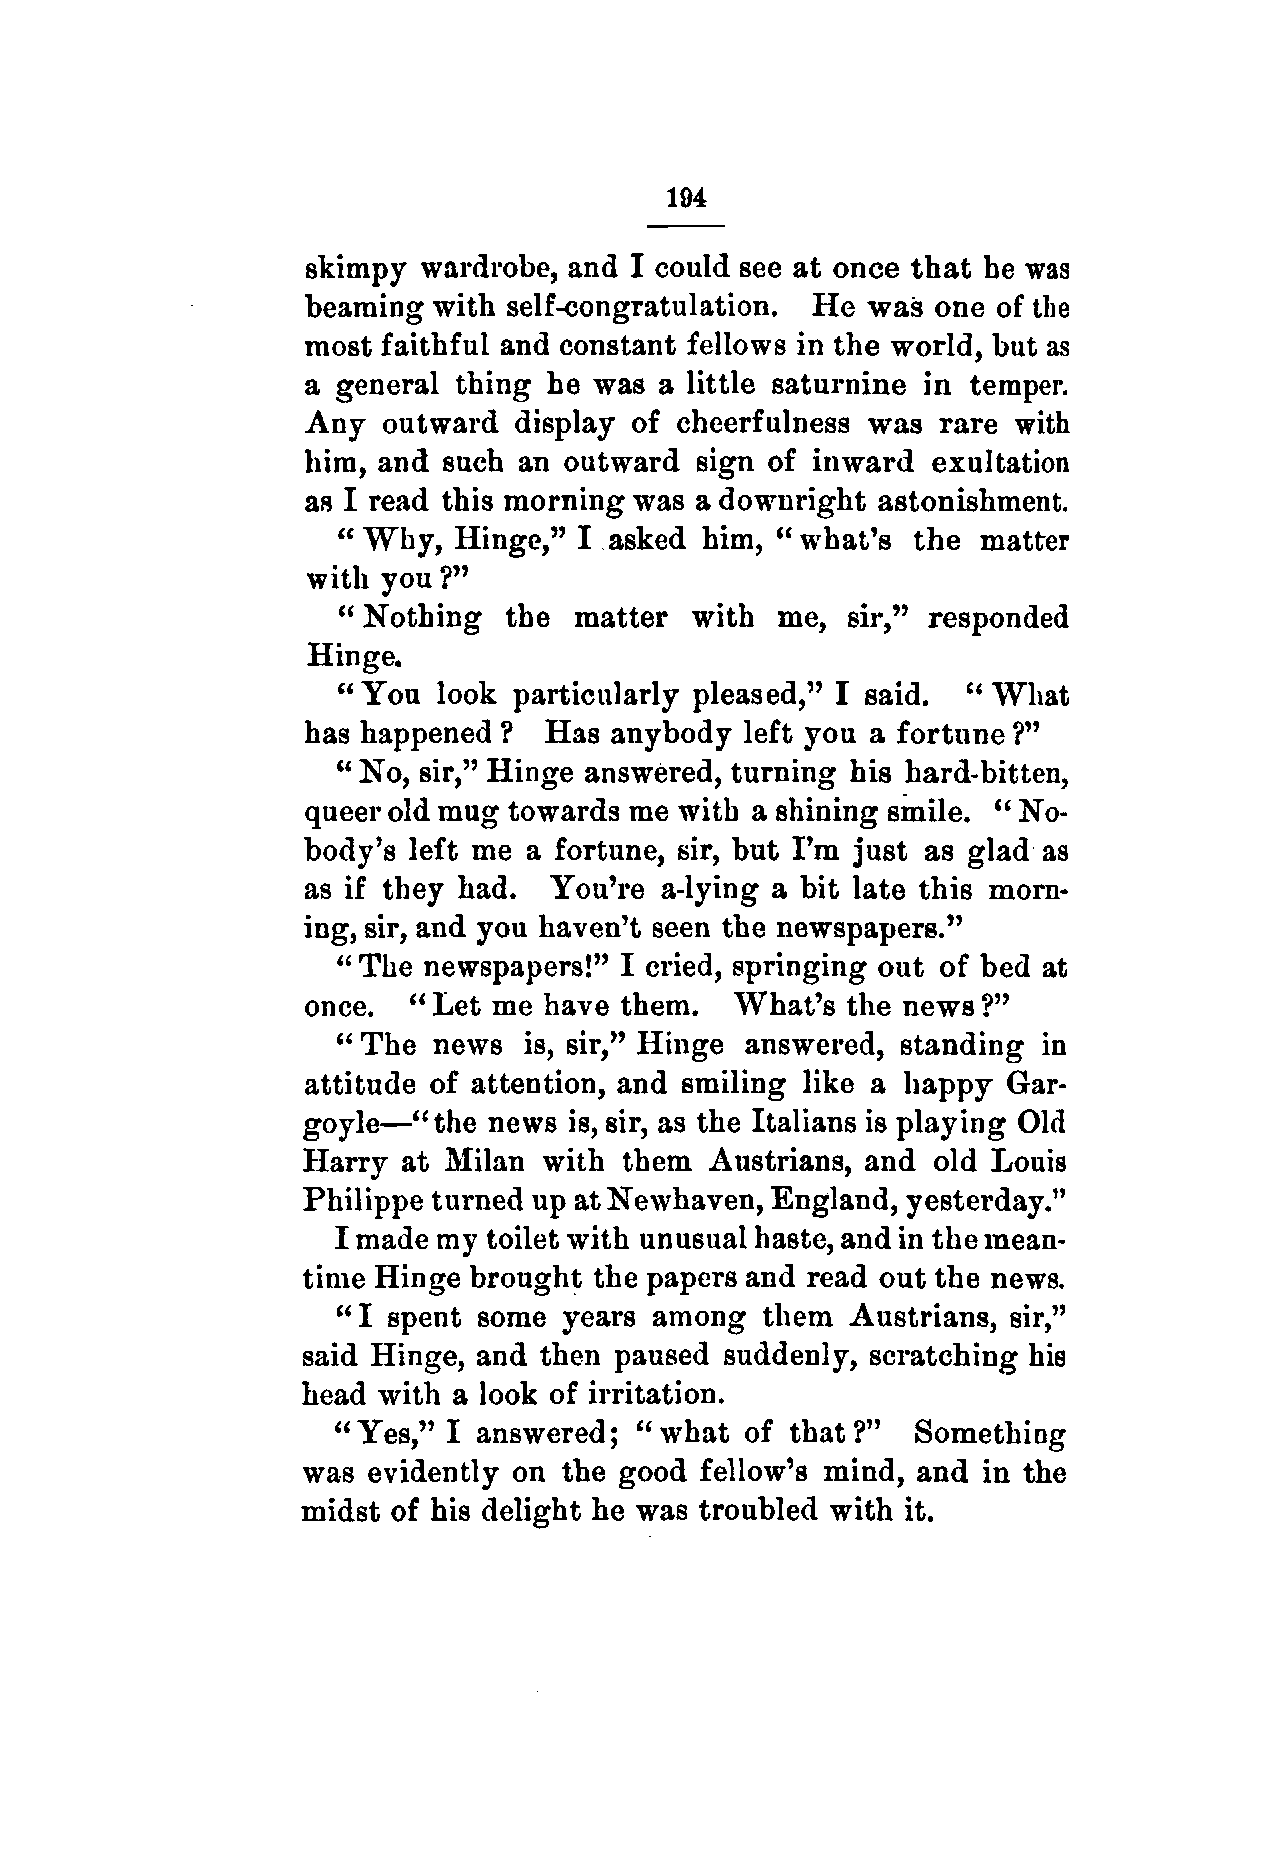 194
skimpy wardrobe, and I could see at once that he was
beaming with self-congratulation. He was one of the
most faithful and constant fellows in the world, but as
a general thing he was a little saturnine in temper.
Any outward display of cheerfulness was rare with
him, and such an outward sign of inward exultation
as I read this morning was a downright astonishment.
“Why, Hinge,” I asked him, “what's the matter
with you?”
“Nothing the matter with me, sir,” responded
Hinge.
“You look particularly pleased,” I said. “What
has happened? Has anybody left you a fortune?”
“No, sir,” Hinge answered, turning his hard-bitten,
queer old mug towards me with a shining smile. “No-
body's left me a fortune, sir, but I'm just as glad as
as if they had. You're a-lying a bit late this morn-
ing, sir, and you haven't seen the newspapers.”
“The newspapers!” I cried, springing out of bed at
once. “Let me have them. What's the news?”
“The news is, sir,” Hinge answered, standing in
attitude of attention, and smiling like a happy Gar-
goyle—“the news is, sir, as the Italians is playing Old
Harry at Milan with them Austrians, and old Louis
Philippe turned up at Newhaven, England, yesterday.”
I made my toilet with unusual haste, and in the mean-
time Hinge brought the papers and read out the news.
“I spent some years among them Austrians, sir,”
said Hinge, and then paused suddenly, scratching his
head with a look of irritation.
“Yes,” I answered; “what of that?” Something
was evidently on the good fellow's mind, and in the
midst of his delight he was troubled with it.